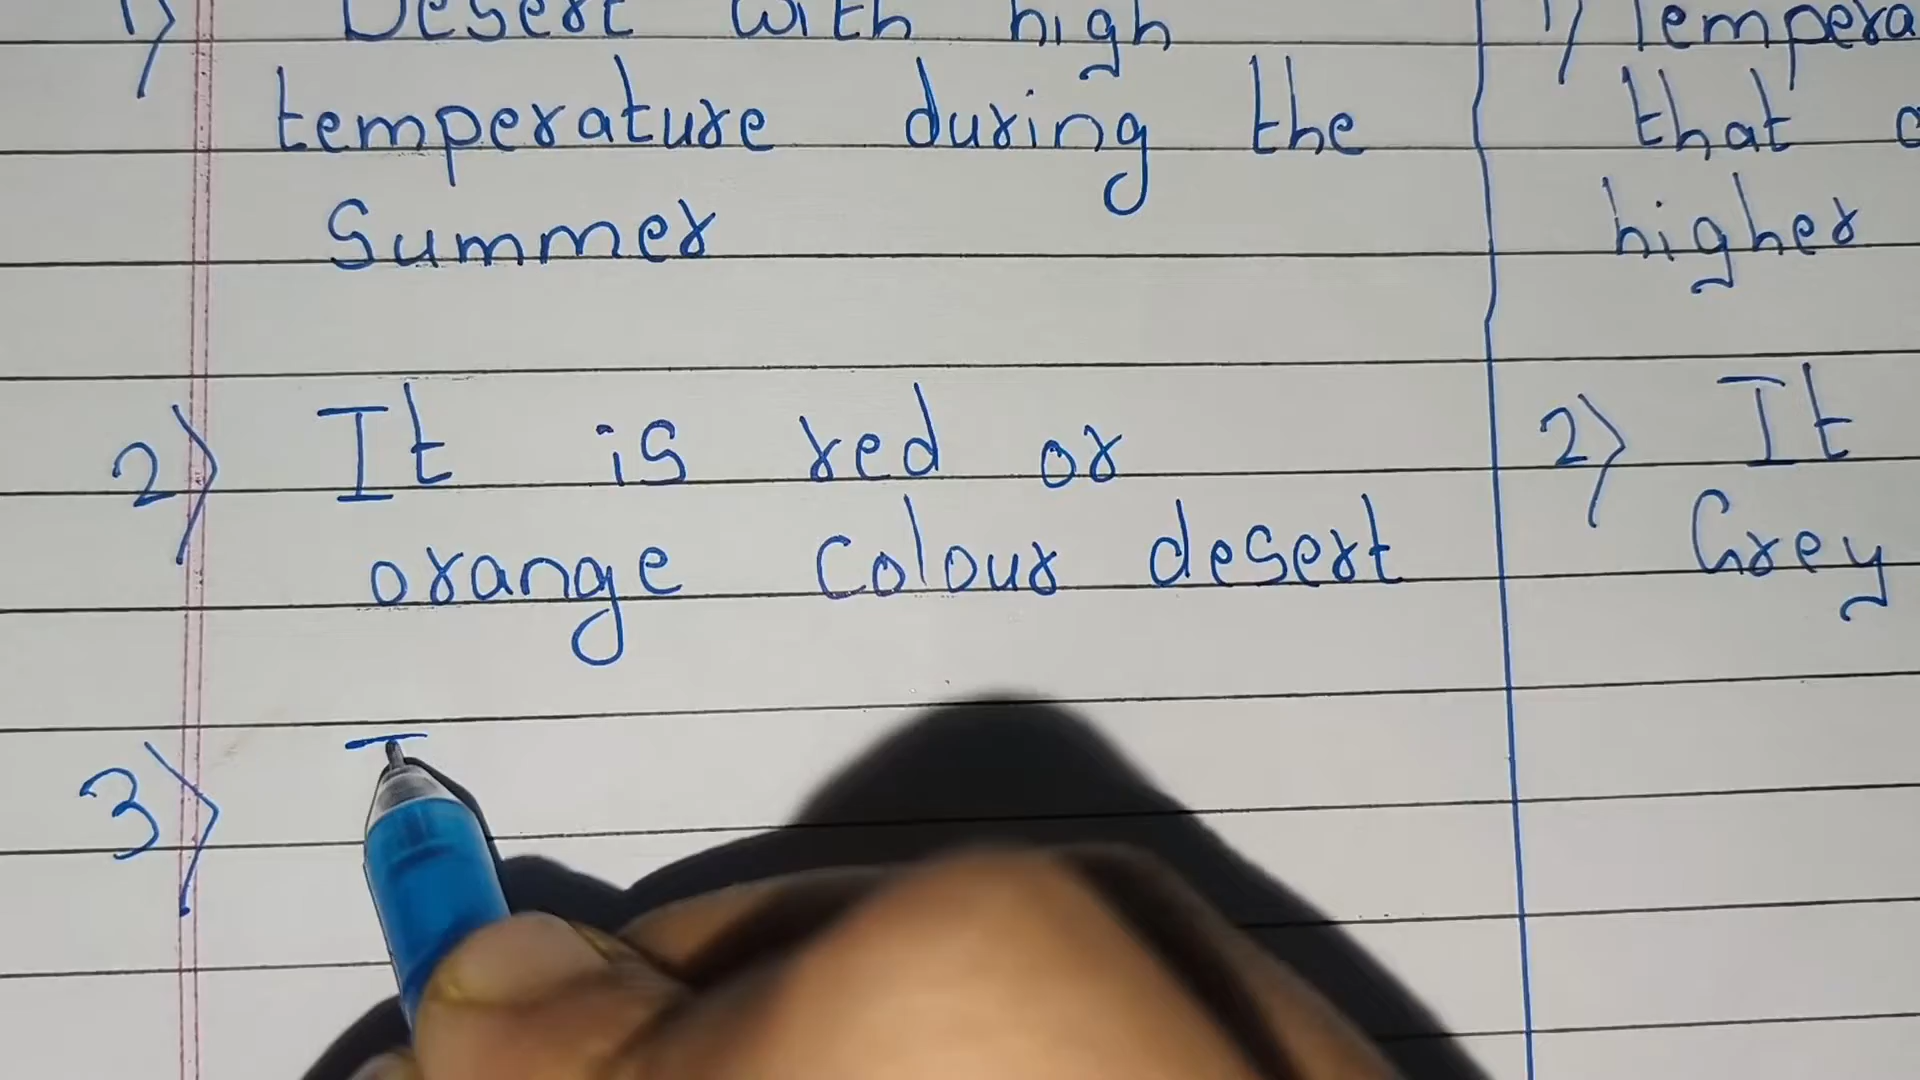 1) Desert with high
temperature during the
Summer
2) It is red or
orange colour desert
3)
1)
that
higher
2) It
Grey